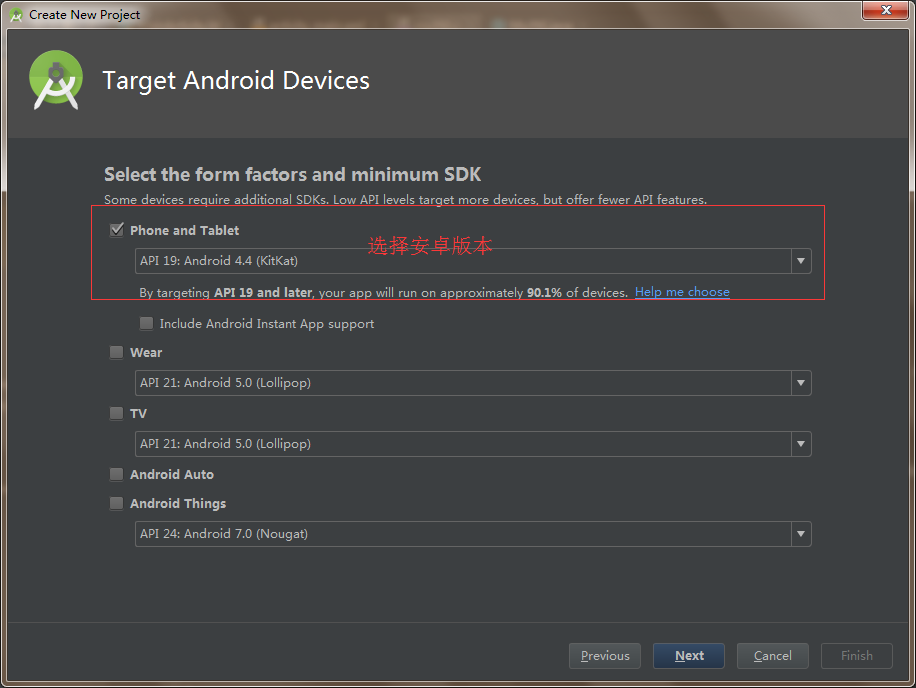 Create New Project
Target Android Devices
Select the form factors and minimum SDK
Some devices require additional SDKs. Low API levels target more devices, but offer fewer API features.
Phone and Tablet
选择安卓版本
API 19: Android 4.4 (KitKat)
By targeting API 19 and later, your app will run on approximately 90.1% of devices. Help me choose
Include Android Instant App support
Wear
API 21: Android 5.0 (Lollipop)
TV
API 21: Android 5.0 (Lollipop)
Android Auto
Android Things
API 24: Android 7.0 (Nougat)
Previous Next Cancel Finish